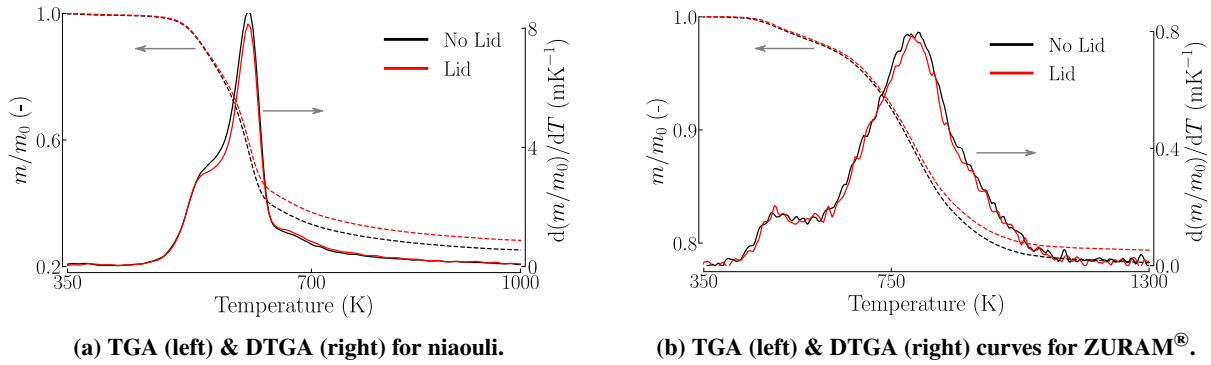 1.0
0.6
0.2
m/m₀ (-)
350
700
1000
Temperature (K)
8
4
0
d(m/m₀)/dT (mK⁻¹)
No Lid
Lid
(a) TGA (left) & DTGA (right) for niaouli.
1.0
0.9
0.8
m/m₀ (-)
350
750
1300
Temperature (K)
0.8
0.4
0.0
d(m/m₀)/dT (mK⁻¹)
No Lid
Lid
(b) TGA (left) & DTGA (right) curves for ZURAM®.